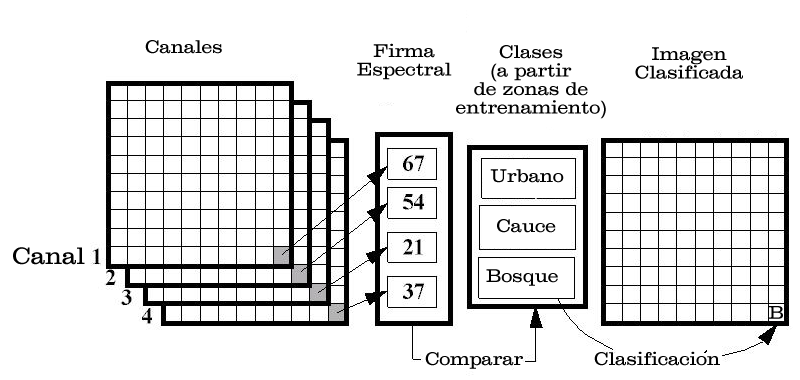 Canales
Firma
Espectral
Clases
(a partir
de zonas de
entrenamiento)
Imagen
Clasificada
67
54
21
37
Urbano
Cauce
Bosque
Canal 1
2
3
4
B
Comparar
Clasificación